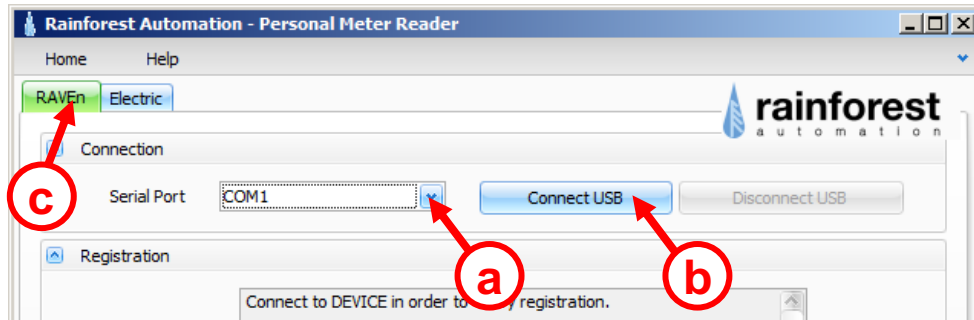 Rainforest Automation - Personal Meter Reader
Home Help
RAVEn Electric
rainforest
automation
Connection
Serial Port COM1 Connect USB Disconnect USB
c
a
b
Registration
Connect to DEVICE in order to registration.